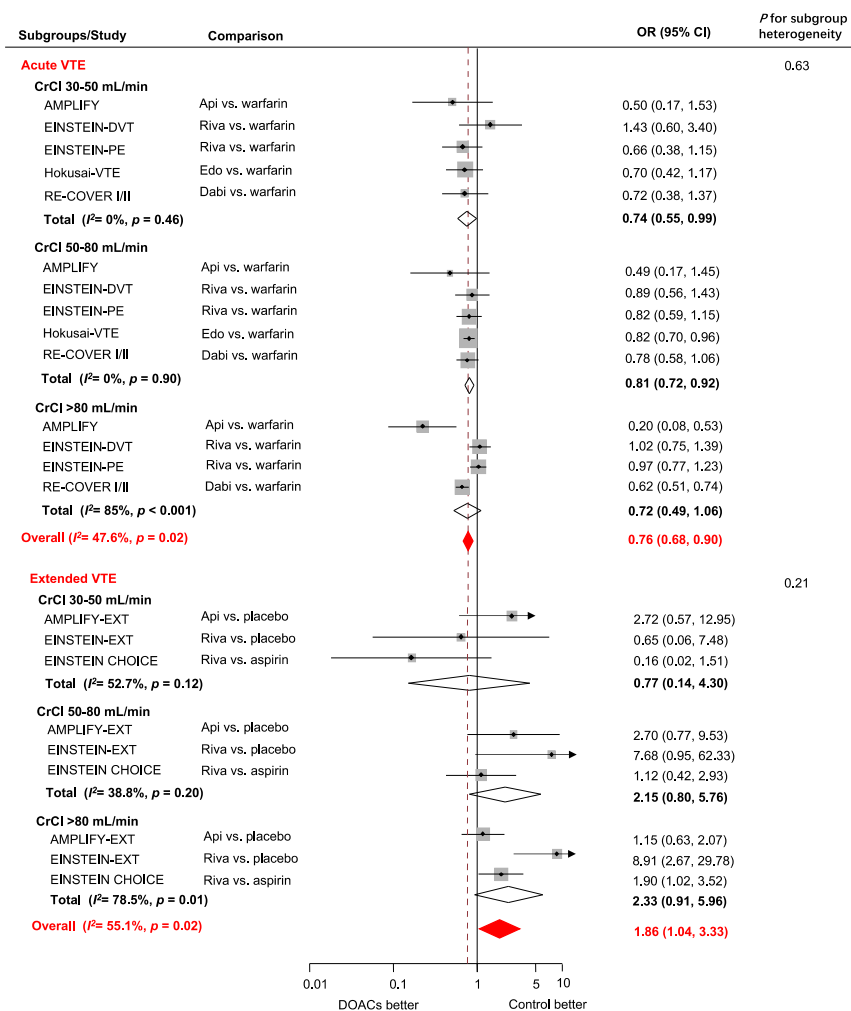 Subgroups/Study Comparison OR (95% CI) P for subgroup heterogeneity
Acute VTE 0.63
CrCl 30-50 mL/min
AMPLIFY Api vs. warfarin 0.50 (0.17, 1.53)
EINSTEIN-DVT Riva vs. warfarin 1.43 (0.60, 3.40)
EINSTEIN-PE Riva vs. warfarin 0.66 (0.38, 1.15)
Hokusai-VTE Edo vs. warfarin 0.70 (0.42, 1.17)
RE-COVER I/II Dabi vs. warfarin 0.72 (0.38, 1.37)
Total (I²= 0%, p = 0.46) 0.74 (0.55, 0.99)
CrCl 50-80 mL/min
AMPLIFY Api vs. warfarin 0.49 (0.17, 1.45)
EINSTEIN-DVT Riva vs. warfarin 0.89 (0.56, 1.43)
EINSTEIN-PE Riva vs. warfarin 0.82 (0.59, 1.15)
Hokusai-VTE Edo vs. warfarin 0.82 (0.70, 0.96)
RE-COVER I/II Dabi vs. warfarin 0.78 (0.58, 1.06)
Total (I²= 0%, p = 0.90) 0.81 (0.72, 0.92)
CrCl >80 mL/min
AMPLIFY Api vs. warfarin 0.20 (0.08, 0.53)
EINSTEIN-DVT Riva vs. warfarin 1.02 (0.75, 1.39)
EINSTEIN-PE Riva vs. warfarin 0.97 (0.77, 1.23)
RE-COVER I/II Dabi vs. warfarin 0.62 (0.51, 0.74)
Total (I²= 85%, p < 0.001) 0.72 (0.49, 1.06)
Overall (I²= 47.6%, p = 0.02) 0.76 (0.68, 0.90)
Extended VTE 0.21
CrCl 30-50 mL/min
AMPLIFY-EXT Api vs. placebo 2.72 (0.57, 12.95)
EINSTEIN-EXT Riva vs. placebo 0.65 (0.06, 7.48)
EINSTEIN CHOICE Riva vs. aspirin 0.16 (0.02, 1.51)
Total (I²= 52.7%, p = 0.12) 0.77 (0.14, 4.30)
CrCl 50-80 mL/min
AMPLIFY-EXT Api vs. placebo 2.70 (0.77, 9.53)
EINSTEIN-EXT Riva vs. placebo 7.68 (0.95, 62.33)
EINSTEIN CHOICE Riva vs. aspirin 1.12 (0.42, 2.93)
Total (I²= 38.8%, p = 0.20) 2.15 (0.80, 5.76)
CrCl >80 mL/min
AMPLIFY-EXT Api vs. placebo 1.15 (0.63, 2.07)
EINSTEIN-EXT Riva vs. placebo 8.91 (2.67, 29.78)
EINSTEIN CHOICE Riva vs. aspirin 1.90 (1.02, 3.52)
Total (I²= 78.5%, p = 0.01) 2.33 (0.91, 5.96)
Overall (I²= 55.1%, p = 0.02) 1.86 (1.04, 3.33)
0.01 0.1 1 5 10
DOACs better Control better